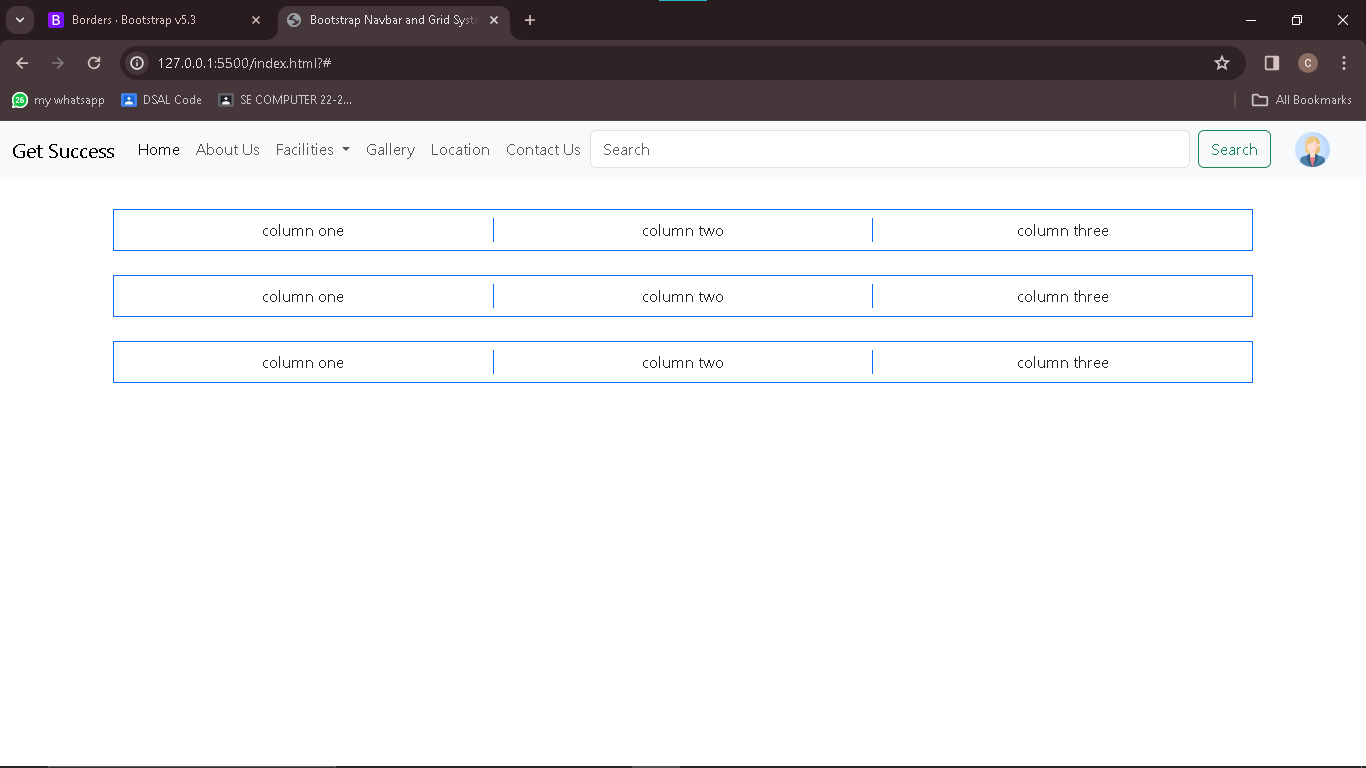 B Borders · Bootstrap v5.3
Bootstrap Navbar and Grid Syst
127.0.0.1:5500/index.html?#
C
26 my whatsapp
DSAL Code
SE COMPUTER 22-2...
All Bookmarks
Get Success Home About Us Facilities Gallery Location Contact Us Search Search
column one column two column three
column one column two column three
column one column two column three